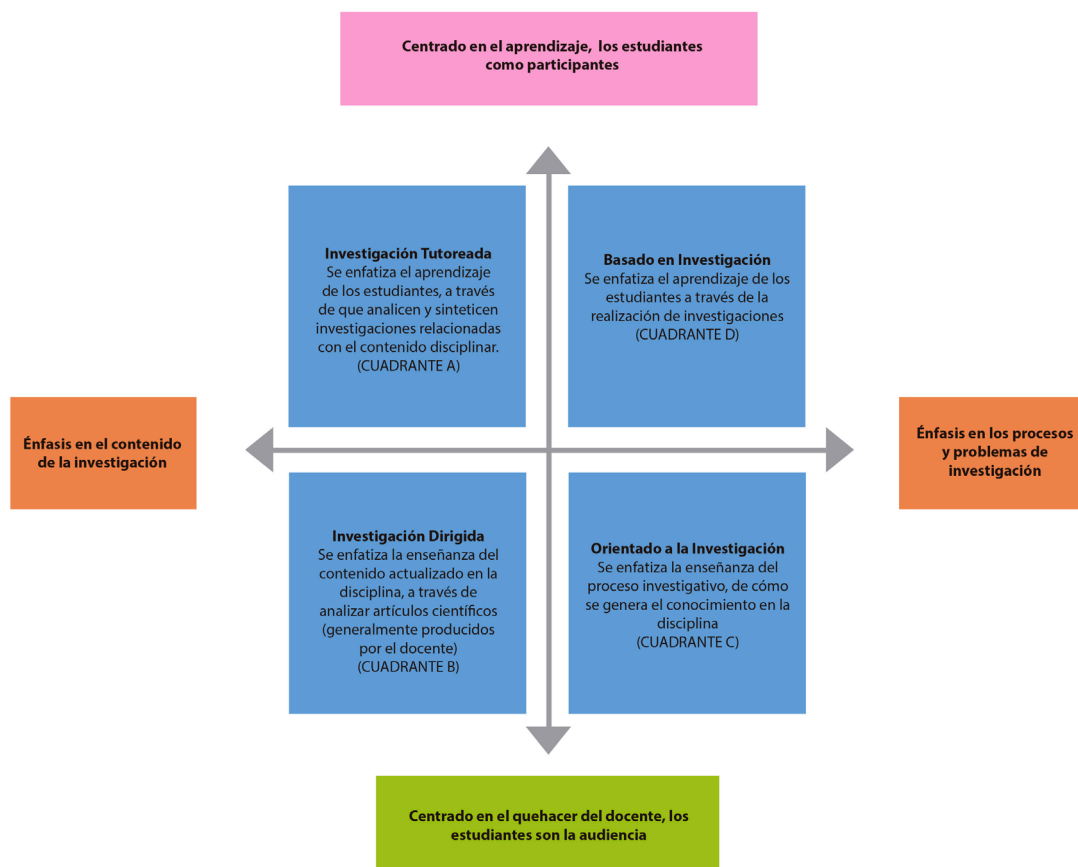 Centrado en el aprendizaje, los estudiantes
como participantes
Investigación Tutoreada
Se enfatiza el aprendizaje
de los estudiantes, a través
de que analicen y sinteticen
investigaciones relacionadas
con el contenido disciplinar.
(CUADRANTE A)
Basado en Investigación
Se enfatiza el aprendizaje de los
estudiantes a través de la
realización de investigaciones
(CUADRANTE D)
Énfasis en el contenido
de la investigación
Énfasis en los procesos
y problemas de
investigación
Investigación Dirigida
Se enfatiza la enseñanza del
contenido actualizado en la
disciplina, a través de
analizar artículos científicos
(generalmente producidos
por el docente)
(CUADRANTE B)
Orientado a la Investigación
Se enfatiza la enseñanza del
proceso investigativo, de cómo
se genera el conocimiento en la
disciplina
(CUADRANTE C)
Centrado en el quehacer del docente, los
estudiantes son la audiencia